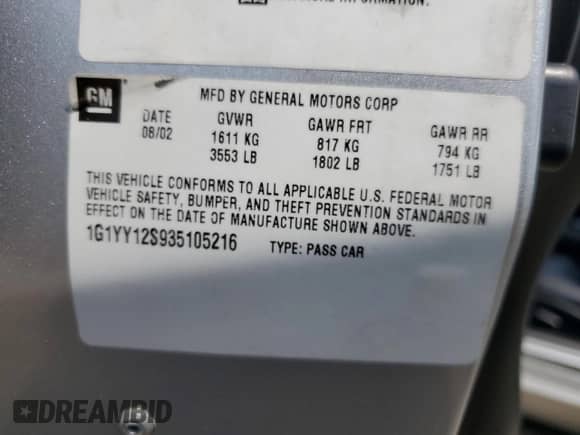 INFORMATION.
GM
MFD BY GENERAL MOTORS CORP
DATE GVWR GAWR FRT GAWR RR
08/02 1611 KG 817 KG 794 KG
3553 LB 1802 LB 1751 LB
THIS VEHICLE CONFORMS TO ALL APPLICABLE U.S. FEDERAL MOTOR
VEHICLE SAFETY, BUMPER, AND THEFT PREVENTION STANDARDS IN
EFFECT ON THE DATE OF MANUFACTURE SHOWN ABOVE.
1G1YY12S935105216 TYPE: PASS CAR
DREAMBID